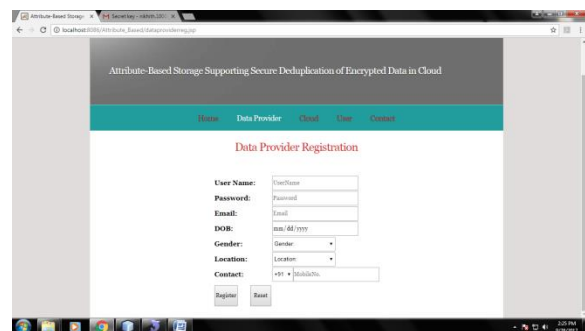 Attribute-Based Storage
Secret key -
localhost:8086/Attribute_Based/dataproviderreg.jsp
Attribute-Based Storage Supporting Secure Deduplication of Encrypted Data in Cloud
Home Data Provider Cloud User Contact
Data Provider Registration
User Name: UserName
Password: Password
Email: Email
DOB: mm/dd/yyyy
Gender: Gender
Location: Location
Contact: +91 MobileNo.
Register Reset
2:25 PM